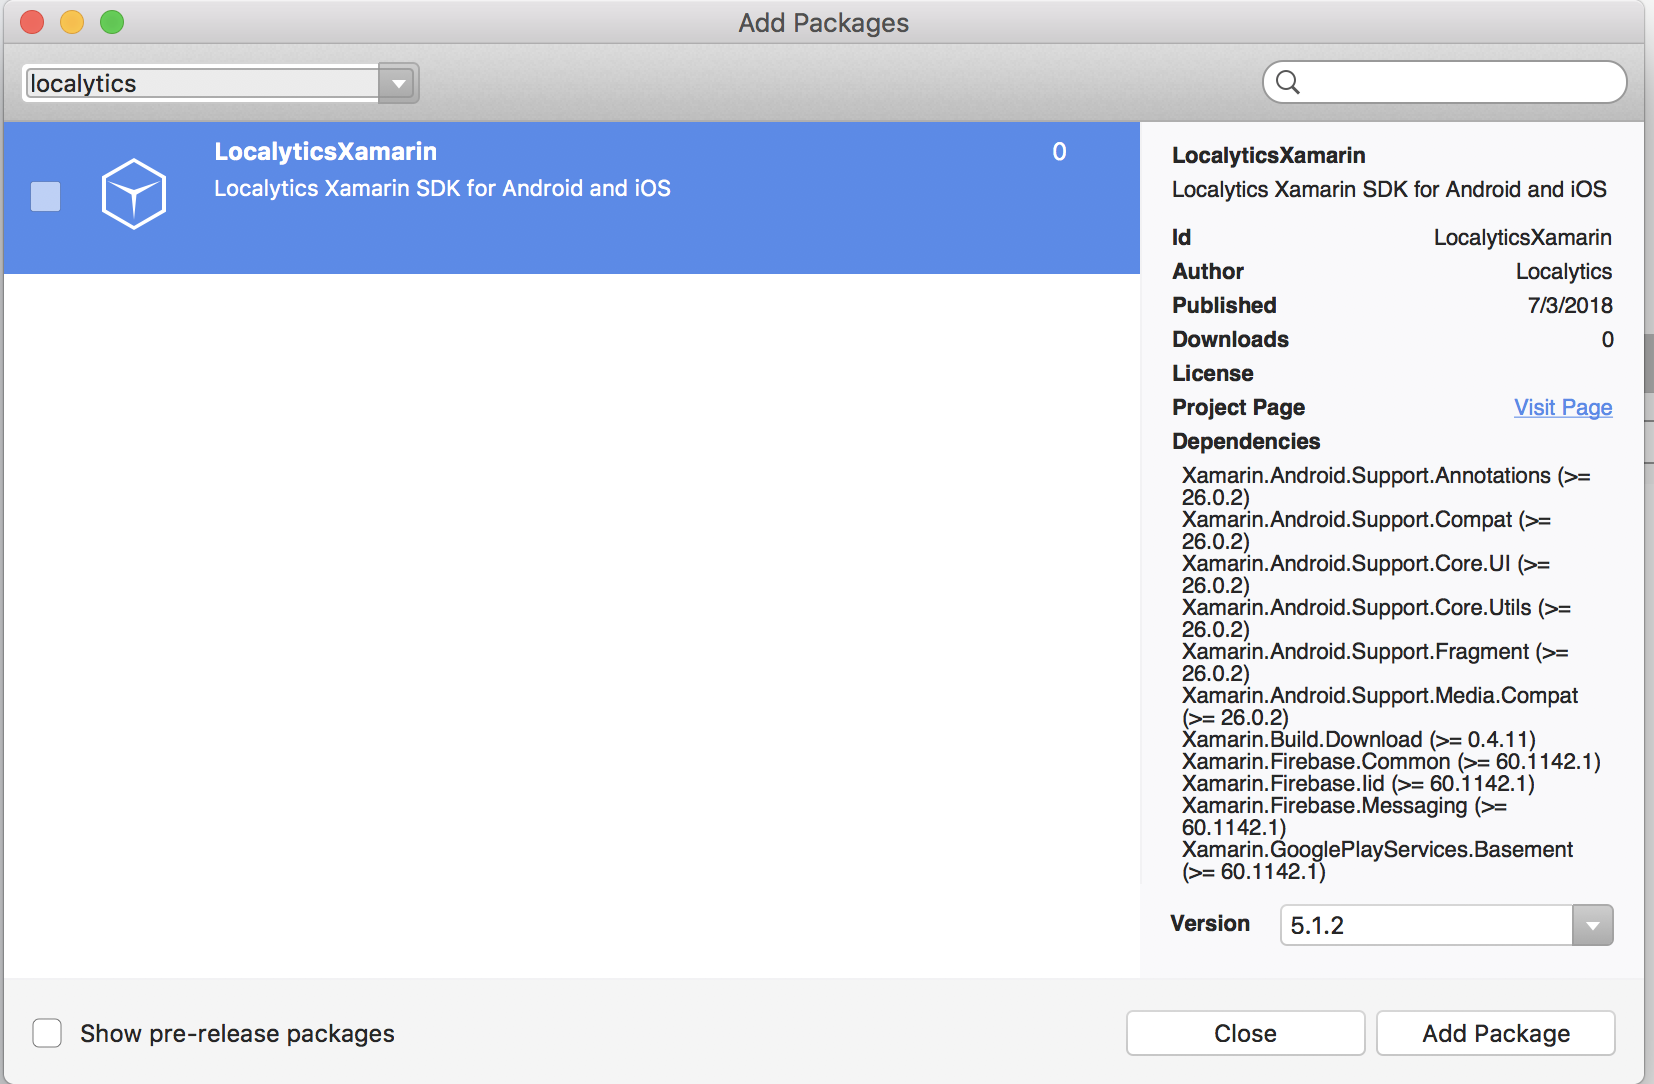 Add Packages
localytics
LocalyticsXamarin 0
Localytics Xamarin SDK for Android and iOS
LocalyticsXamarin
Localytics Xamarin SDK for Android and iOS
Id LocalyticsXamarin
Author Localytics
Published 7/3/2018
Downloads 0
License
Project Page Visit Page
Dependencies
Xamarin.Android.Support.Annotations (>=
26.0.2)
Xamarin.Android.Support.Compat (>=
26.0.2)
Xamarin.Android.Support.Core.UI (>=
26.0.2)
Xamarin.Android.Support.Core.Utils (>=
26.0.2)
Xamarin.Android.Support.Fragment (>=
26.0.2)
Xamarin.Android.Support.Media.Compat
(>= 26.0.2)
Xamarin.Build.Download (>= 0.4.11)
Xamarin.Firebase.Common (>= 60.1142.1)
Xamarin.Firebase.Iid (>= 60.1142.1)
Xamarin.Firebase.Messaging (>=
60.1142.1)
Xamarin.GooglePlayServices.Basement
(>= 60.1142.1)
Version 5.1.2
Show pre-release packages
Close
Add Package